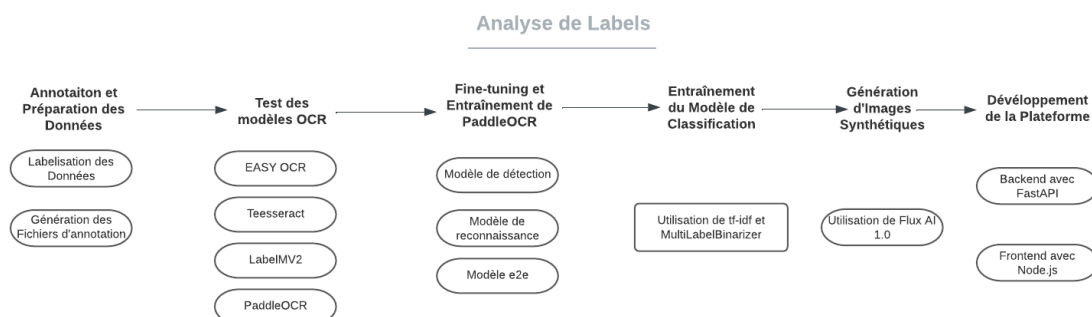 Analyse de Labels
Annotaiton et
Préparation des
Données
Labelisation des
Données
Génération des
Fichiers d'annotation
Test des
modèles OCR
EASY OCR
Teesseract
LabelMV2
PaddleOCR
Fine-tuning et
Entraînement de
PaddleOCR
Modèle de détection
Modèle de
reconnaissance
Modèle e2e
Entraînement
du Modèle de
Classification
Utilisation de tf-idf et
MultiLabelBinarizer
Génération
d'Images
Synthétiques
Utilisation de Flux AI
1.0
Dévéloppement
de la Plateforme
Backend avec
FastAPI
Frontend avec
Node.js